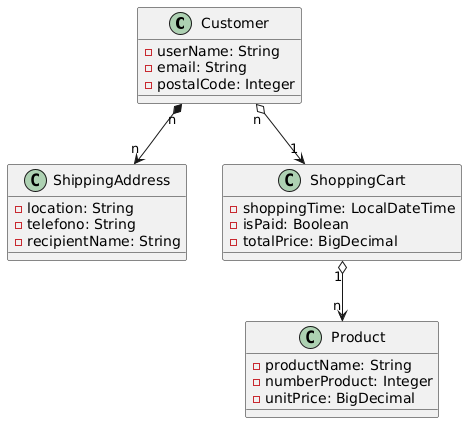 C Customer
userName: String
email: String
postalCode: Integer
n n
n 1
C ShippingAddress
location: String
telefono: String
recipientName: String
C ShoppingCart
shoppingTime: LocalDateTime
isPaid: Boolean
totalPrice: BigDecimal
1
n
C Product
productName: String
numberProduct: Integer
unitPrice: BigDecimal